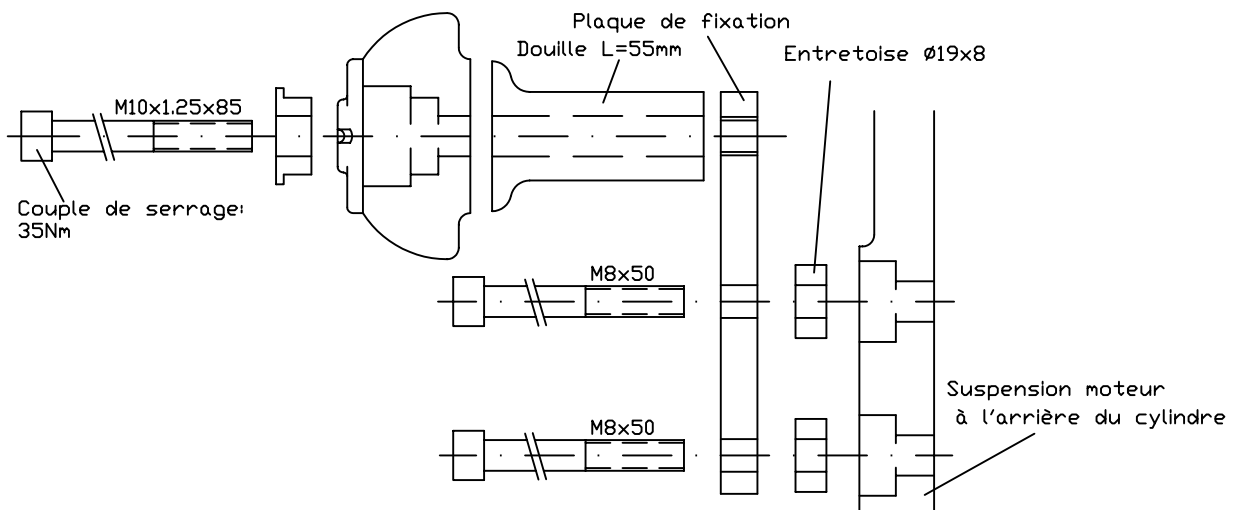 Plaque de fixation
Douille L=55mm
Entretoise Ø19x8
M10x1.25x85
Couple de serrage:
35Nm
M8x50
M8x50
Suspension moteur
à l'arrière du cylindre